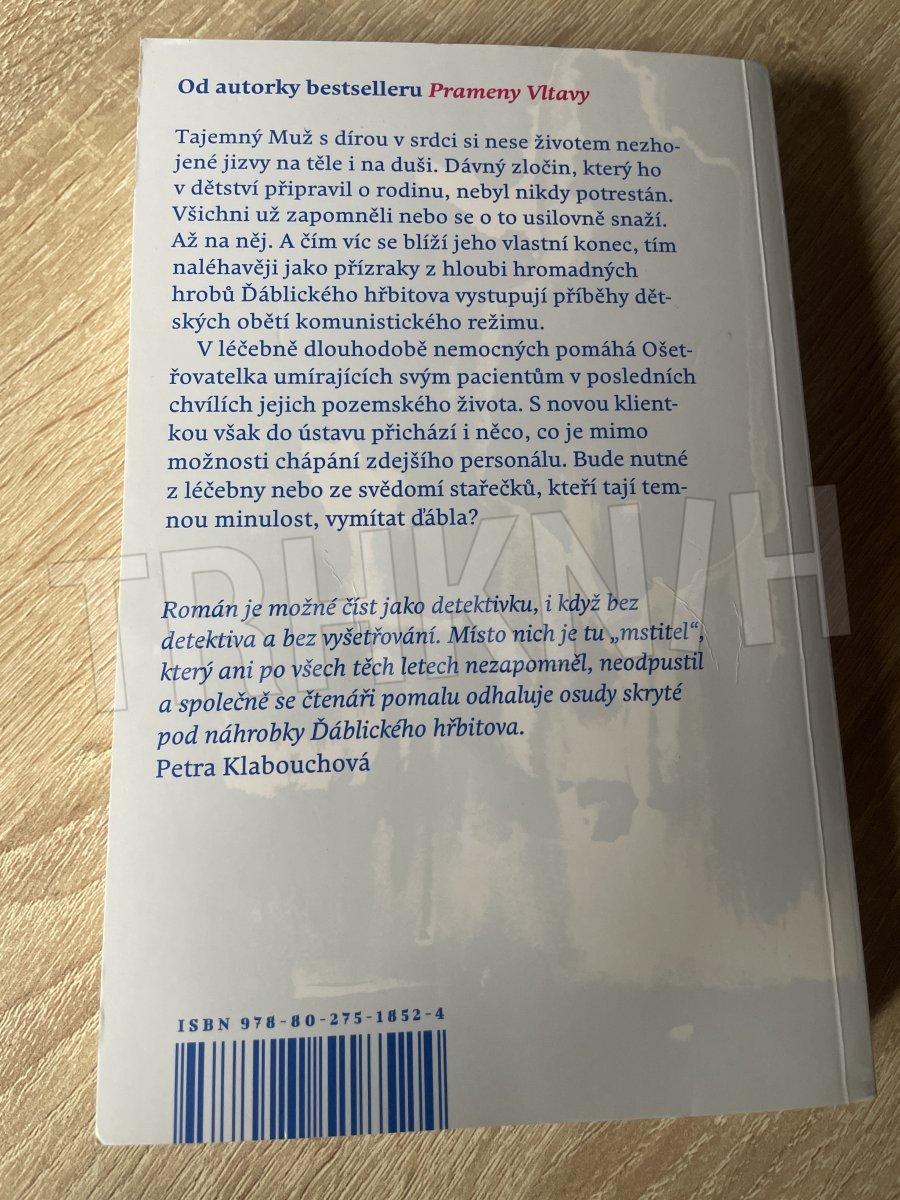 Od autorky bestselleru Prameny Vltavy
Tajemný Muž s dírou v srdci si nese životem nezho-
jené jizvy na těle i na duši. Dávný zločin, který ho
v dětství připravil o rodinu, nebyl nikdy potrestán.
Všichni už zapomněli nebo se o to usilovně snaží.
Až na něj. A čím víc se blíží jeho vlastní konec, tím
naléhavěji jako přízraky z hloubi hromadných
hrobů Ďáblického hřbitova vystupují příběhy dět-
ských obětí komunistického režimu.
V léčebně dlouhodobě nemocných pomáhá Ošet-
řovatelka umírajících svým pacientům v posledních
chvílích jejich pozemského života. S novou klient-
kou však do ústavu přichází i něco, co je mimo
možnosti chápání zdejšího personálu. Bude nutné
z léčebny nebo ze svědomí stařečků, kteří tají tem-
nou minulost, vymítat ďábla?
TRHKNIH
Román je možné číst jako detektivku, i když bez
detektiva a bez vyšetřování. Místo nich je tu „mstitel“,
který ani po všech těch letech nezapomněl, neodpustil
a společně se čtenáři pomalu odhaluje osudy skryté
pod náhrobky Ďáblického hřbitova.
Petra Klabouchová
ISBN 978-80-275-1852-4